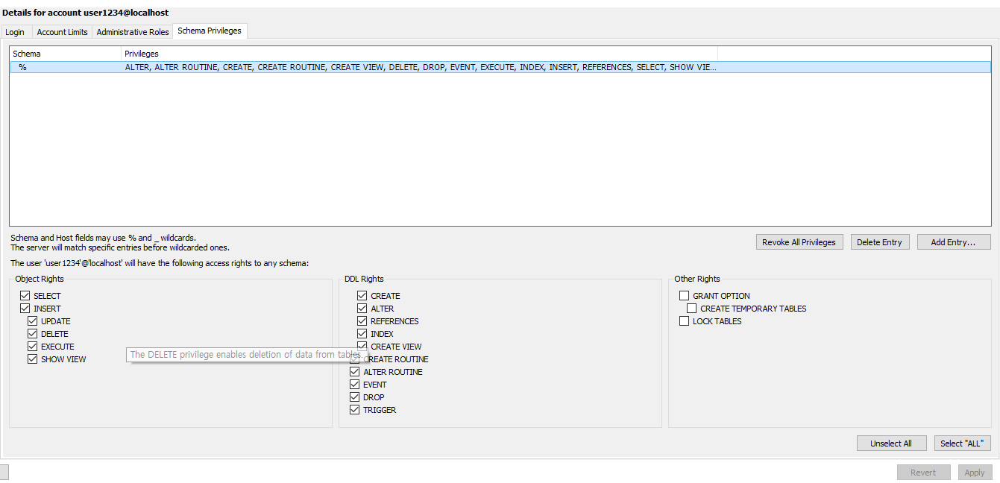 Details for account user1234@localhost
Login Account Limits Administrative Roles Schema Privileges
Schema Privileges
% ALTER, ALTER ROUTINE, CREATE, CREATE ROUTINE, CREATE VIEW, DELETE, DROP, EVENT, EXECUTE, INDEX, INSERT, REFERENCES, SELECT, SHOW VIE...
Schema and Host fields may use % and _ wildcards.
The server will match specific entries before wildcarded ones.
Revoke All Privileges Delete Entry Add Entry...
The user 'user1234'@'localhost' will have the following access rights to any schema:
Object Rights
SELECT
INSERT
UPDATE
DELETE
EXECUTE
SHOW VIEW
The DELETE privilege enables deletion of data from tables.
DDL Rights
CREATE
ALTER
REFERENCES
INDEX
CREATE VIEW
CREATE ROUTINE
ALTER ROUTINE
EVENT
DROP
TRIGGER
Other Rights
GRANT OPTION
CREATE TEMPORARY TABLES
LOCK TABLES
Unselect All Select "ALL"
Revert Apply